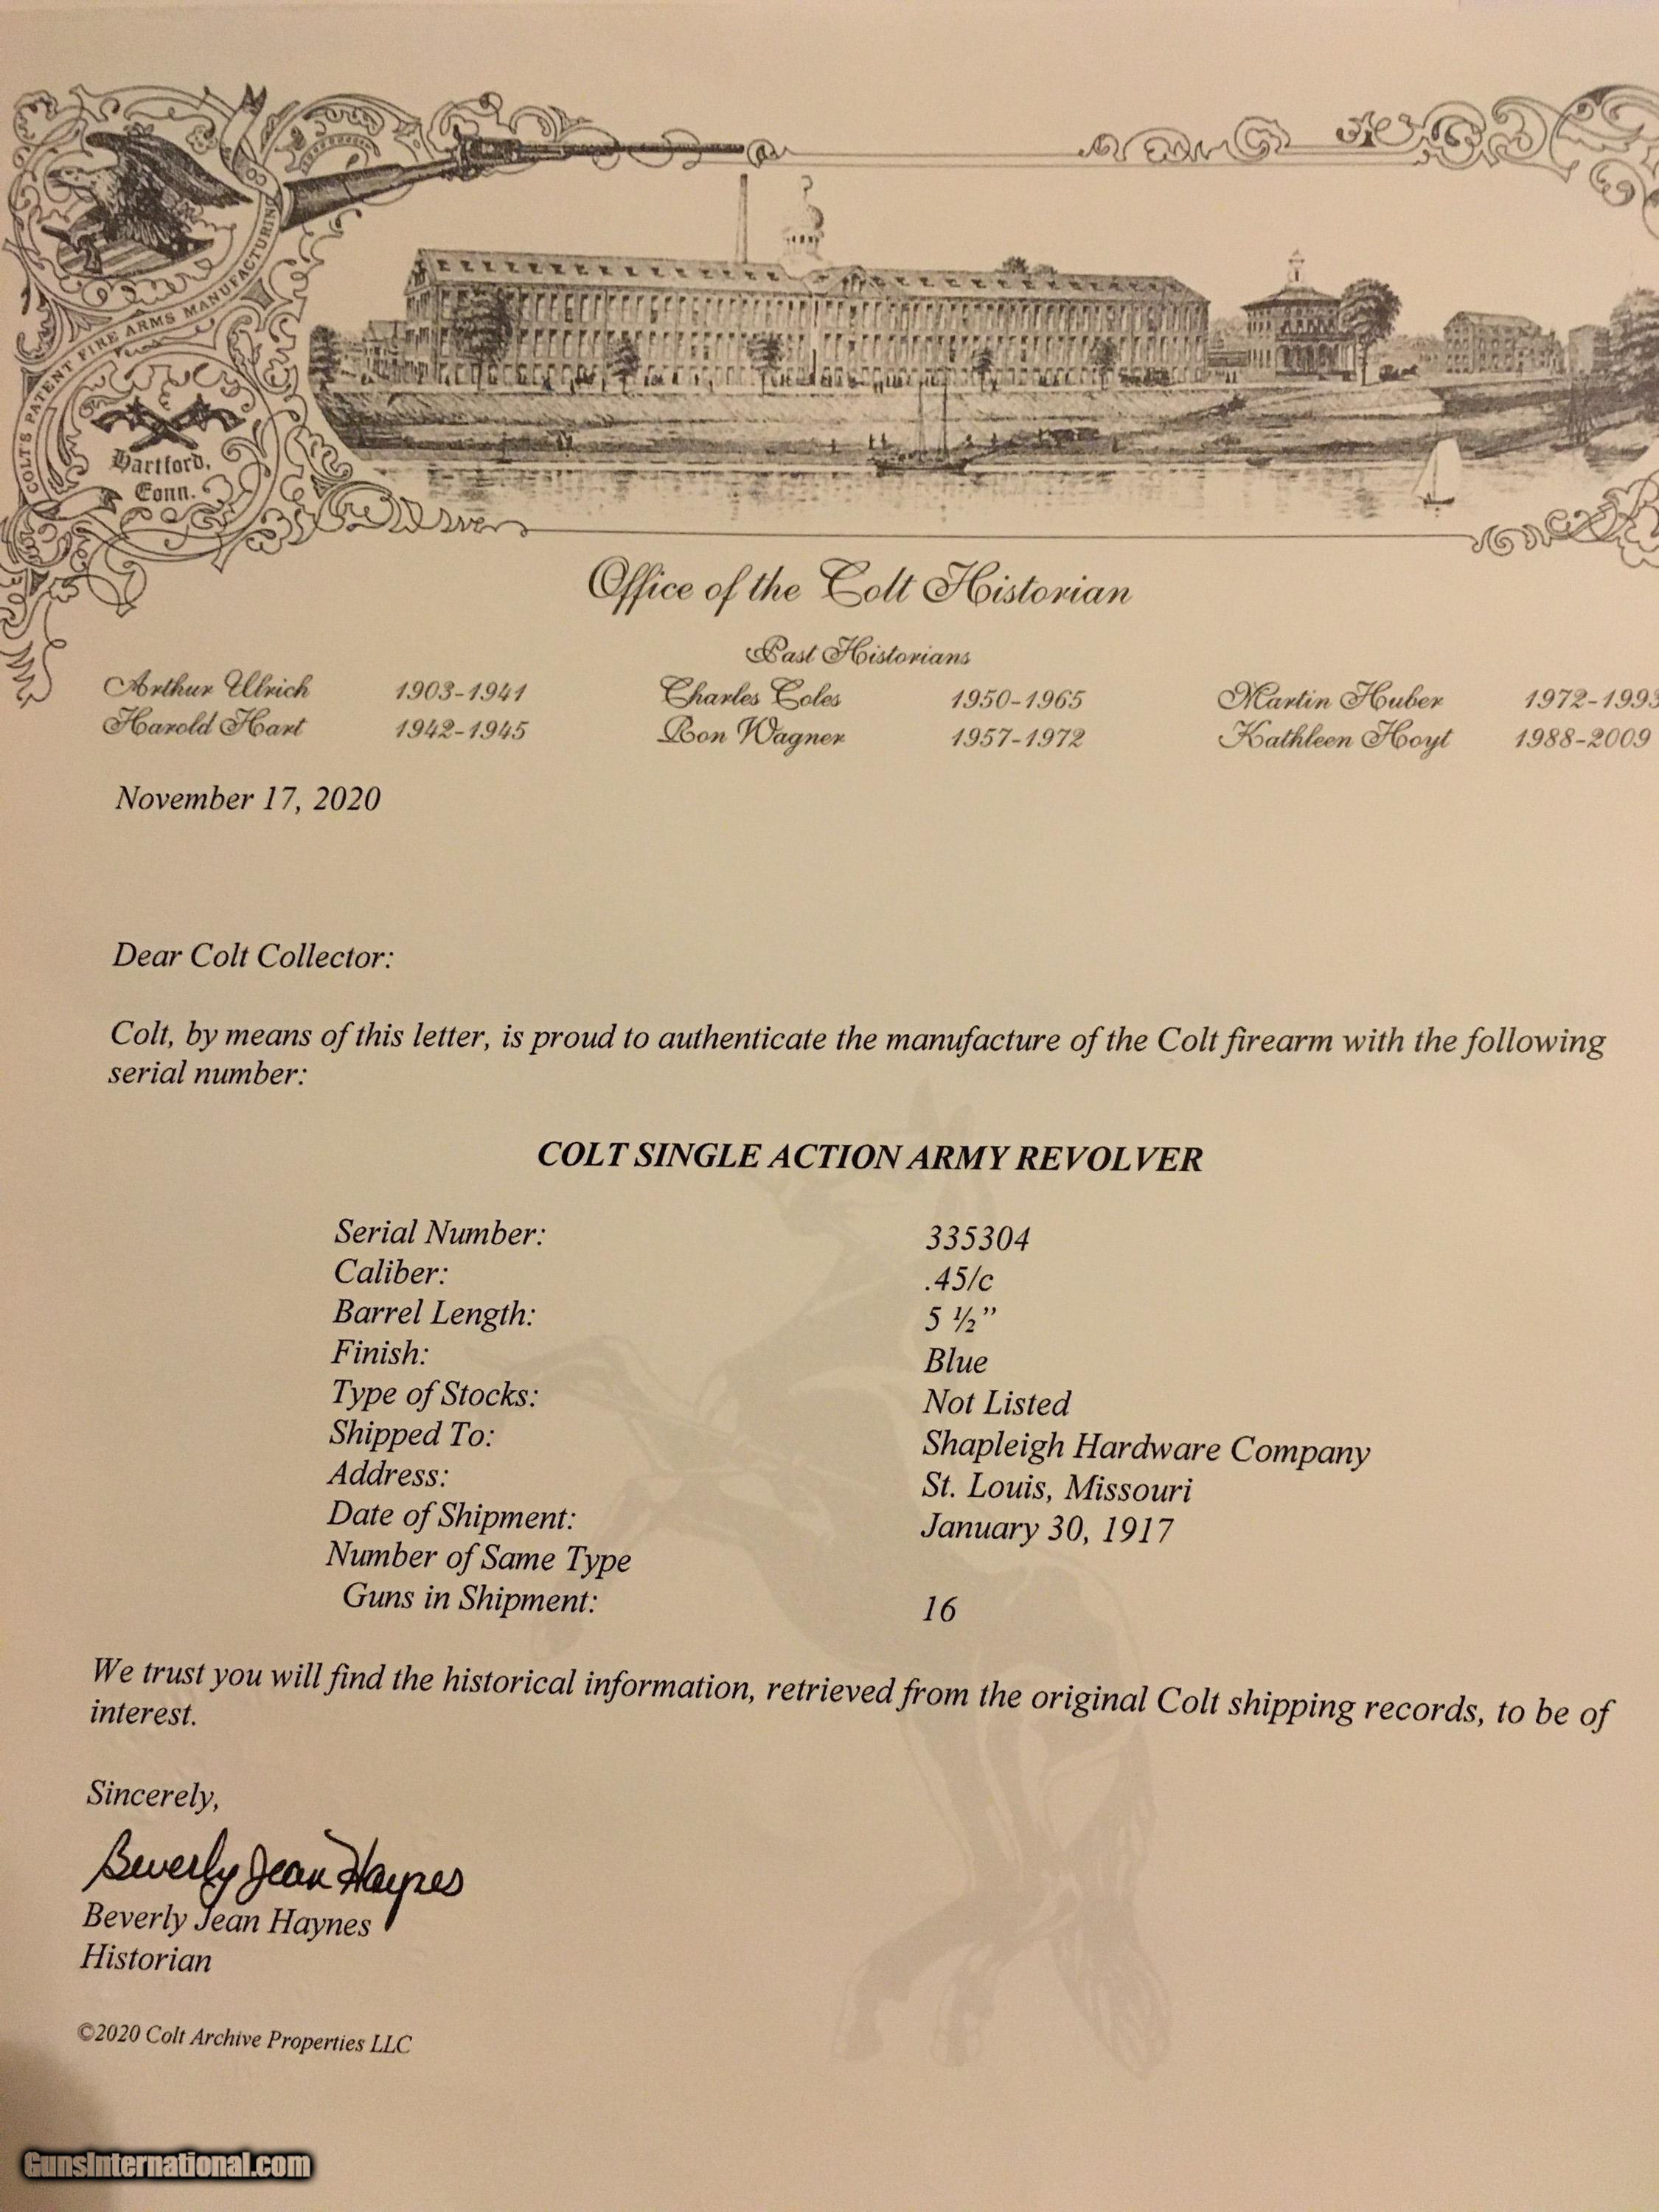 COLTS PATENT FIRE ARMS MANUFACTURING
Hartford,
Conn.
Office of the Colt Historian
Past Historians
Arthur Ulrich 1903-1941 Charles Coles 1950-1965 Martin Huber 1972-1993
Harold Hart 1942-1945 Ron Wagner 1957-1972 Kathleen Hoyt 1988-2009
November 17, 2020
Dear Colt Collector:
Colt, by means of this letter, is proud to authenticate the manufacture of the Colt firearm with the following
serial number:
COLT SINGLE ACTION ARMY REVOLVER
Serial Number: 335304
Caliber: .45/c
Barrel Length: 5 ½”
Finish: Blue
Type of Stocks: Not Listed
Shipped To: Shapleigh Hardware Company
Address: St. Louis, Missouri
Date of Shipment: January 30, 1917
Number of Same Type
Guns in Shipment: 16
We trust you will find the historical information, retrieved from the original Colt shipping records, to be of
interest.
Sincerely,
Beverly Jean Haynes
Beverly Jean Haynes
Historian
©2020 Colt Archive Properties LLC
GunsInternational.com